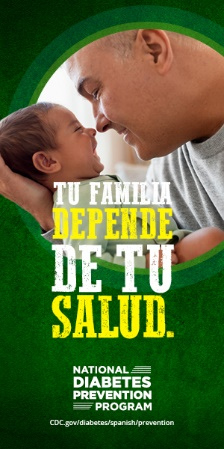 TU FAMILIA
DEPENDE
DE TU
SALUD.
NATIONAL
DIABETES
PREVENTION
PROGRAM
CDC.gov/diabetes/spanish/prevention